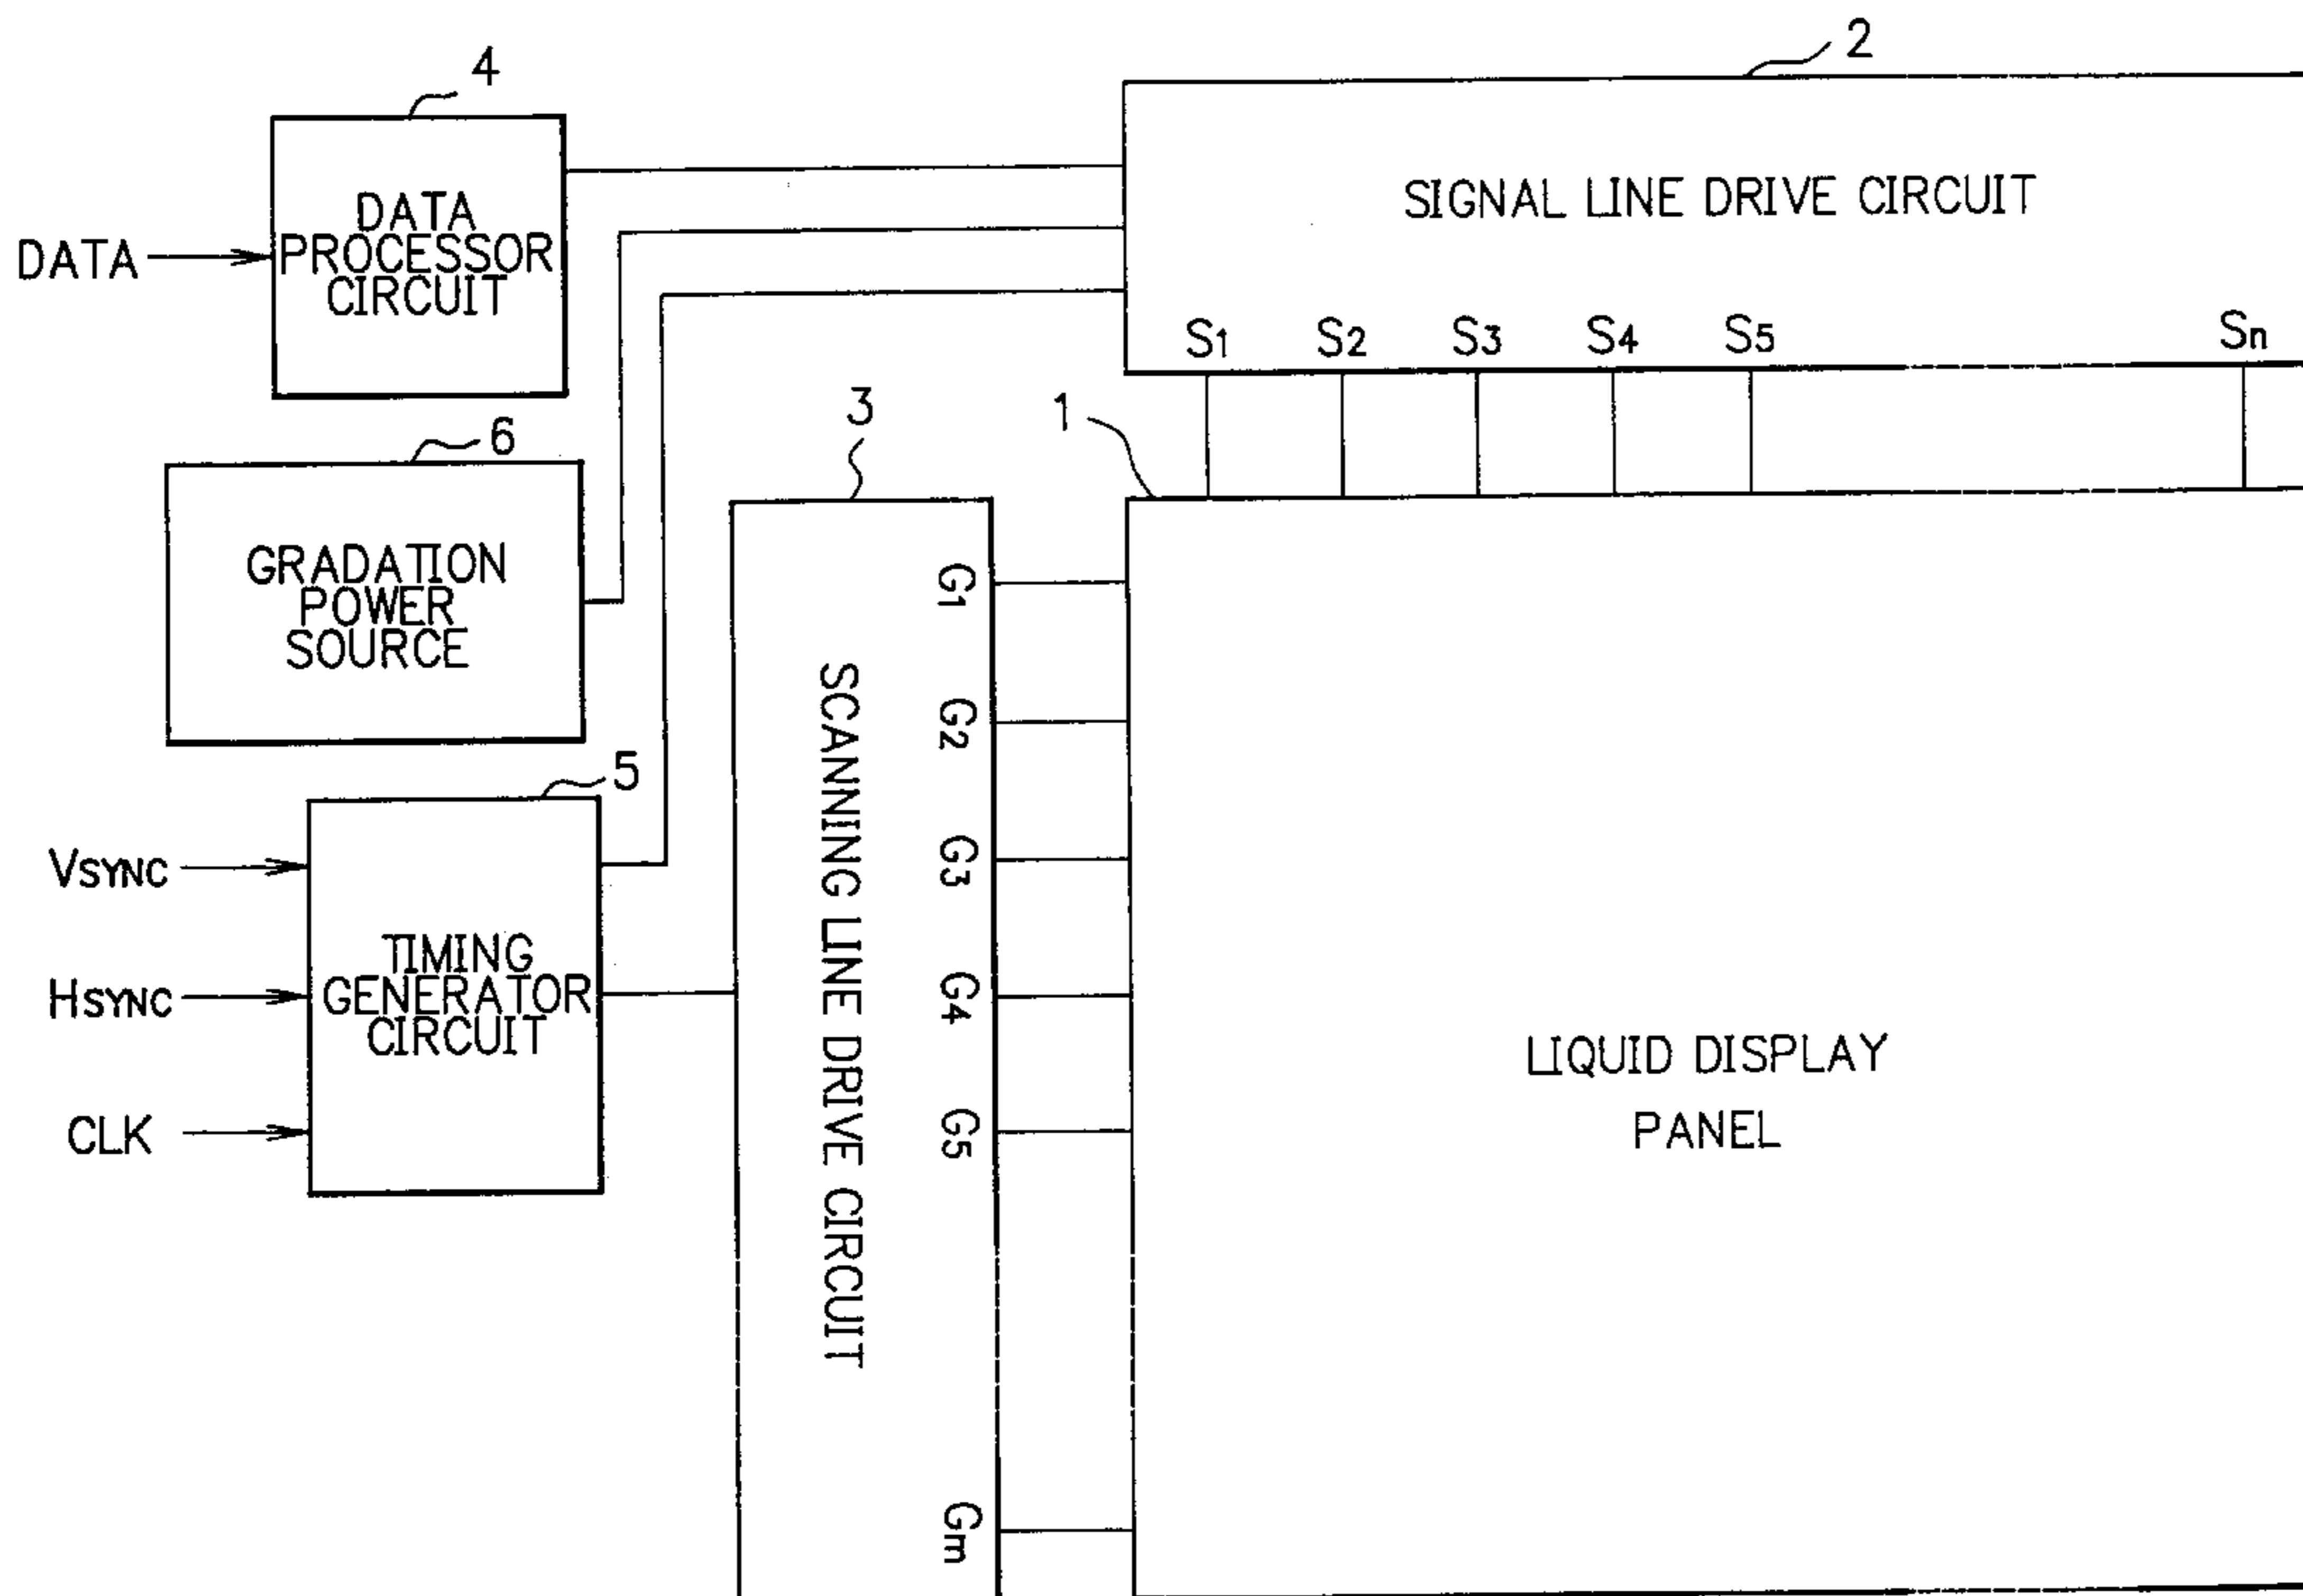 2
4
DATA
PROCESSOR
CIRCUIT
DATA
SIGNAL LINE DRIVE CIRCUIT
S1 S2 S3 S4 S5 Sn
3
1
6
GRADATION
POWER
SOURCE
G1
G2
G3
G4
G5
Gm
SCANNING LINE DRIVE CIRCUIT
5
VSYNC
HSYNC
CLK
TIMING
GENERATOR
CIRCUIT
LIQUID DISPLAY
PANEL